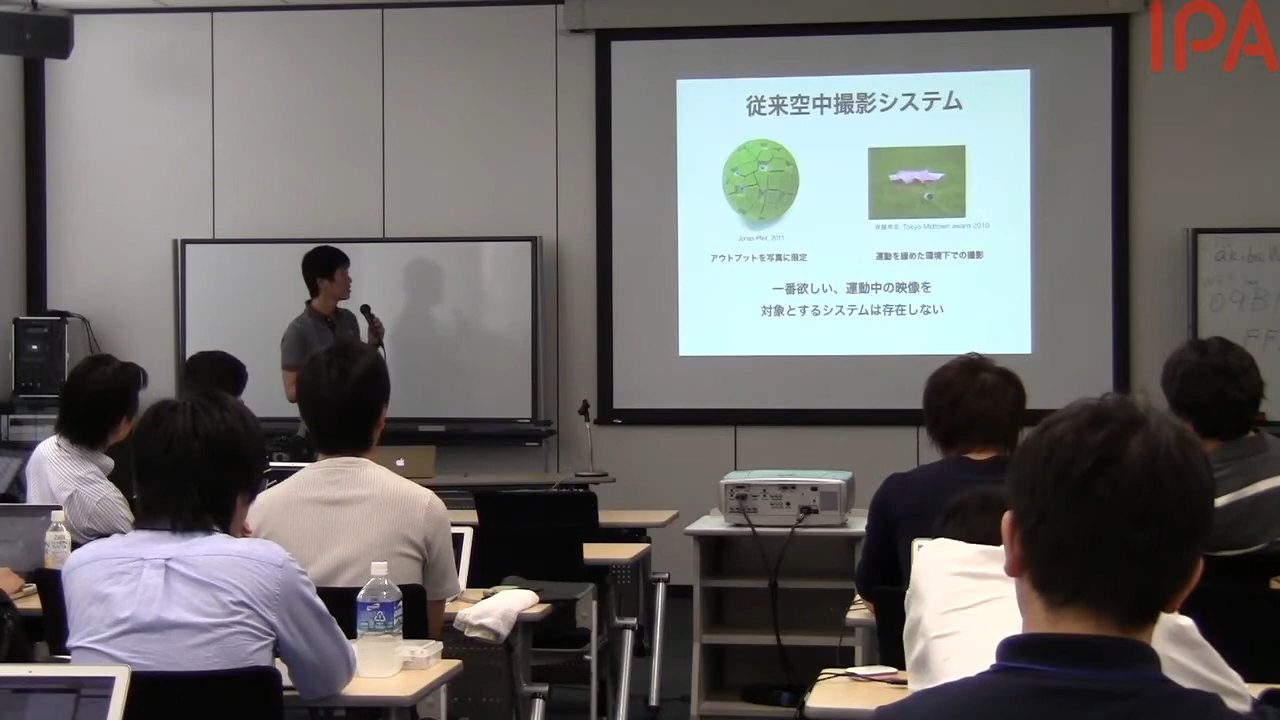 IPA
従来空中撮影システム
Jonas Pfeil, 2011
Tokyo Midtown award 2010
アウトプットを写真に限定
運動を緩めた環境下での撮影
一番欲しい、運動中の映像を
対象とするシステムは存在しない